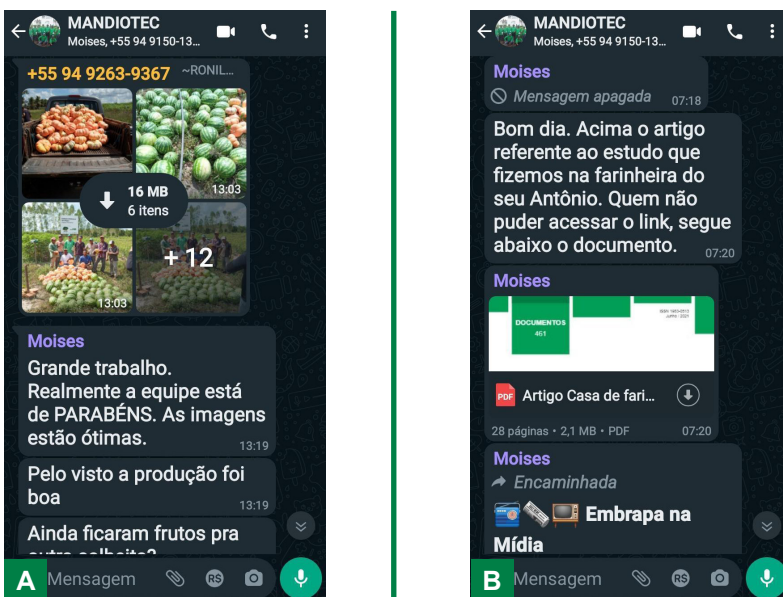 MANDIOTEC
Moises, +55 94 9150-13...
+55 94 9263-9367 ~RONIL...
16 MB
6 itens
13:03
+ 12
13:03
Moises
Grande trabalho.
Realmente a equipe está
de PARABÉNS. As imagens
estão ótimas.
13:19
Pelo visto a produção foi
boa
13:19
Ainda ficaram frutos pra
outra colheita?
A
Mensagem
R$
MANDIOTEC
Moises, +55 94 9150-13...
Moises
Mensagem apagada 07:18
Bom dia. Acima o artigo
referente ao estudo que
fizemos na farinheira do
seu Antônio. Quem não
puder acessar o link, segue
abaixo o documento.
07:20
Moises
DOCUMENTOS
461
PDF Artigo Casa de fari...
28 páginas • 2,1 MB • PDF 07:20
Moises
Encaminhada
Embrapa na
Mídia
B
Mensagem
R$